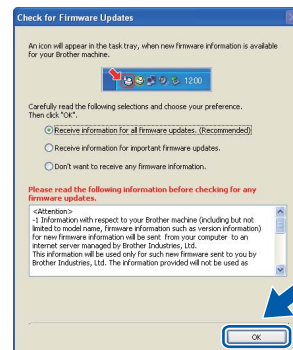 Check for Firmware Updates
An icon will appear in the task tray, when new firmware information is available
for your Brother machine.
12:00
Carefully read the following selections and choose your preference.
Then click "OK".
Receive information for all firmware updates. (Recommended)
Receive information for important firmware updates.
Don't want to receive any firmware information.
Please read the following information before checking for any
firmware updates.
<Attention>
-1 Information with respect to your Brother machine (including but not
limited to model name, firmware information such as version information)
for new firmware information will be sent from your computer to an
internet server managed by Brother Industries, Ltd.
This information will be used only for such new firmware sent to you by
Brother Industries, Ltd. The information provided will not be used as
OK